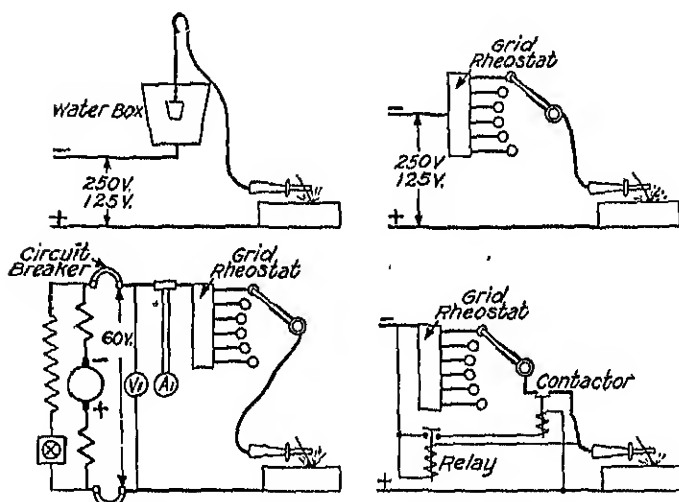 Water Box
250V.
125V.
Grid
Rheostat
250V
125V.
Circuit
Breaker
60V.
V1
A1
Grid
Rheostat
Grid
Rheostat
Contactor
Relay